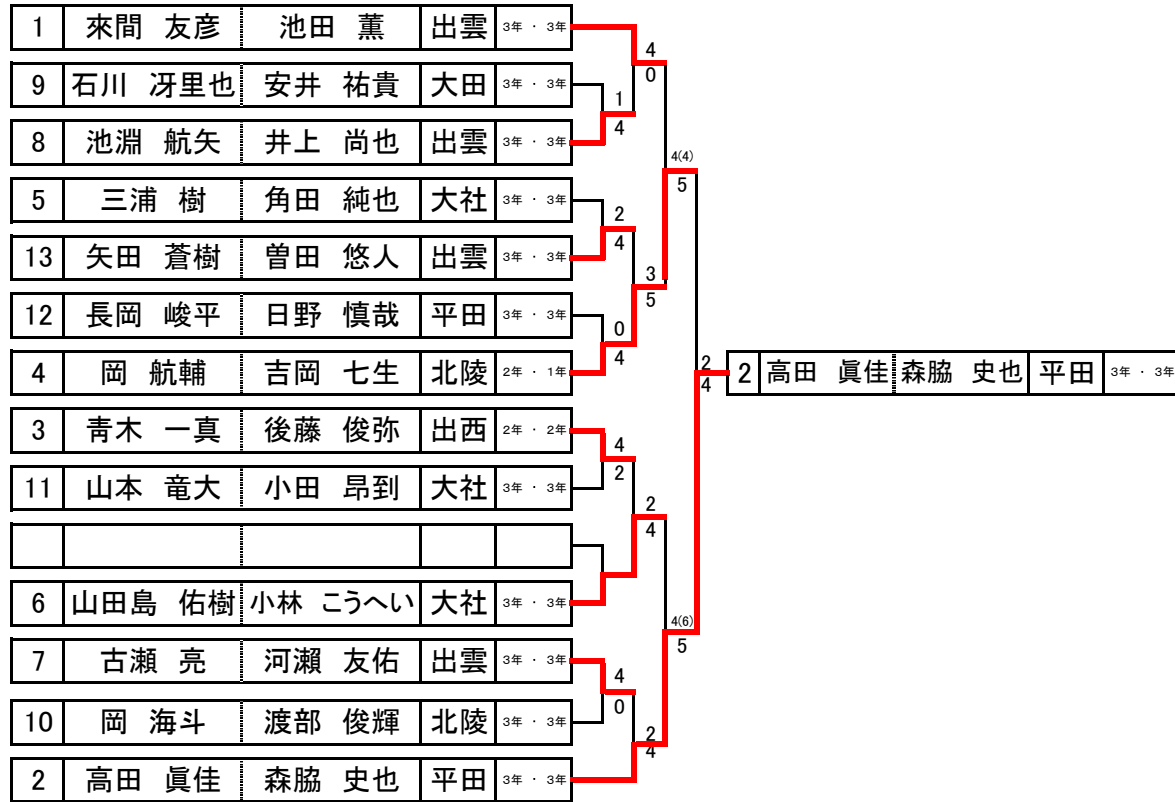 1 來間 友彦 池田 薫 出雲 3年 ・ 3年
4
0
9 石川 冴里也 安井 祐貴 大田 3年 ・ 3年
1
4
8 池淵 航矢 井上 尚也 出雲 3年 ・ 3年
4(4)
5
5 三浦 樹 角田 純也 大社 3年 ・ 3年
2
4
13 矢田 蒼樹 曽田 悠人 出雲 3年 ・ 3年
3
5
12 長岡 峻平 日野 慎哉 平田 3年 ・ 3年
0
4
4 岡 航輔 吉岡 七生 北陵 2年 ・ 1年
2
4
2 高田 眞佳 森脇 史也 平田 3年 ・ 3年
3 青木 一真 後藤 俊弥 出西 2年 ・ 2年
4
2
11 山本 竜大 小田 昂到 大社 3年 ・ 3年
2
4
6 山田島 佑樹 小林 こうへい 大社 3年 ・ 3年
4(6)
5
7 古瀬 亮 河瀬 友佑 出雲 3年 ・ 3年
4
0
10 岡 海斗 渡部 俊輝 北陵 3年 ・ 3年
2
4
2 高田 眞佳 森脇 史也 平田 3年 ・ 3年